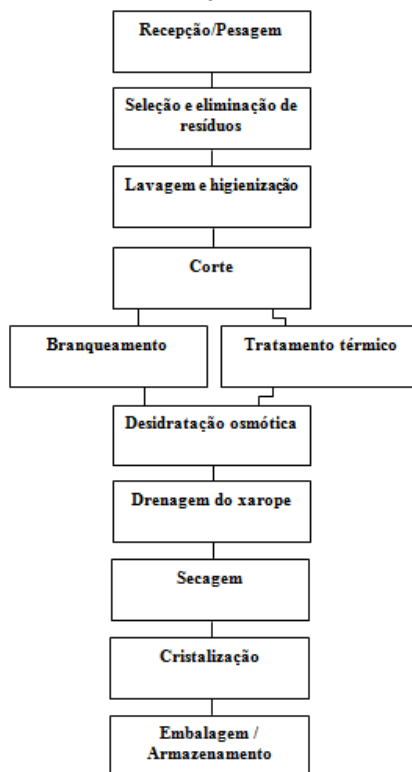 Recepção/Pesagem
Seleção e eliminação de
resíduos
Lavagem e higienização
Corte
Branqueamento
Tratamento térmico
Desidratação osmótica
Drenagem do xarope
Secagem
Cristalização
Embalagem /
Armazenamento